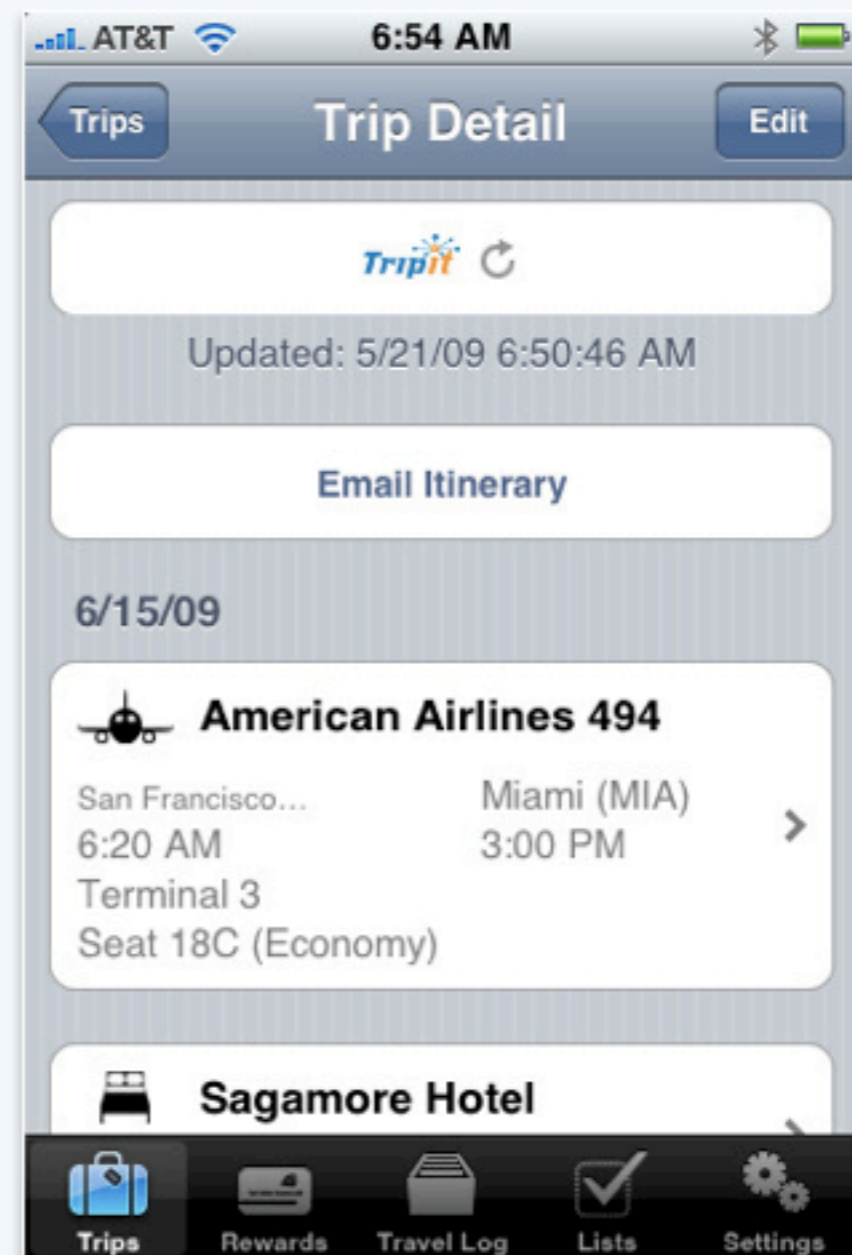 AT&T 6:54 AM
Trips Trip Detail Edit
Tripit
Updated: 5/21/09 6:50:46 AM
Email Itinerary
6/15/09
American Airlines 494
San Francisco... Miami (MIA)
6:20 AM 3:00 PM
Terminal 3
Seat 18C (Economy)
Sagamore Hotel
Trips Rewards Travel Log Lists Settings